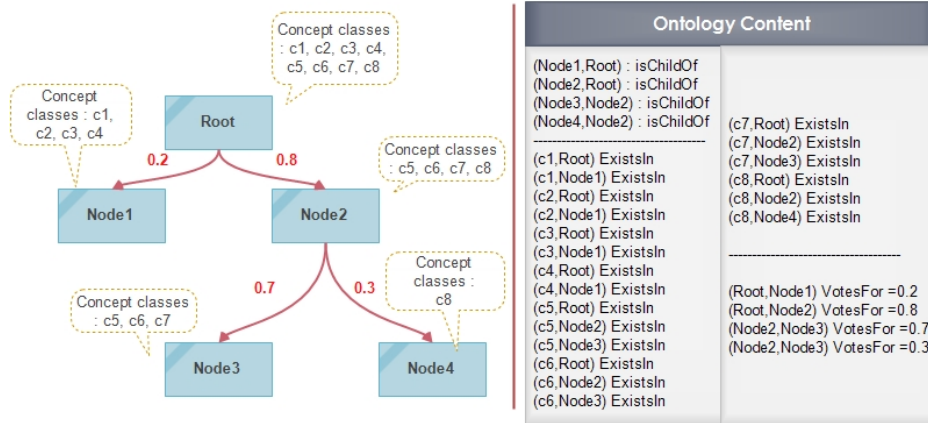 Concept classes
: c1, c2, c3, c4,
c5, c6, c7, c8
Concept
classes : c1,
c2, c3, c4
Root
0.2
0.8
Concept classes
: c5, c6, c7, c8
Node1
Node2
0.7
0.3
Concept
classes :
c8
Concept classes
: c5, c6, c7
Node3
Node4
Ontology Content
(Node1,Root) : isChildOf
(Node2,Root) : isChildOf
(Node3,Node2) : isChildOf
(Node4,Node2) : isChildOf
----------------------------------------
(c1,Root) ExistsIn
(c1,Node1) ExistsIn
(c2,Root) ExistsIn
(c2,Node1) ExistsIn
(c3,Root) ExistsIn
(c3,Node1) ExistsIn
(c4,Root) ExistsIn
(c4,Node1) ExistsIn
(c5,Root) ExistsIn
(c5,Node2) ExistsIn
(c5,Node3) ExistsIn
(c6,Root) ExistsIn
(c6,Node2) ExistsIn
(c6,Node3) ExistsIn
(c7,Root) ExistsIn
(c7,Node2) ExistsIn
(c7,Node3) ExistsIn
(c8,Root) ExistsIn
(c8,Node2) ExistsIn
(c8,Node4) ExistsIn
----------------------------------------
(Root,Node1) VotesFor =0.2
(Root,Node2) VotesFor =0.8
(Node2,Node3) VotesFor =0.7
(Node2,Node3) VotesFor =0.3